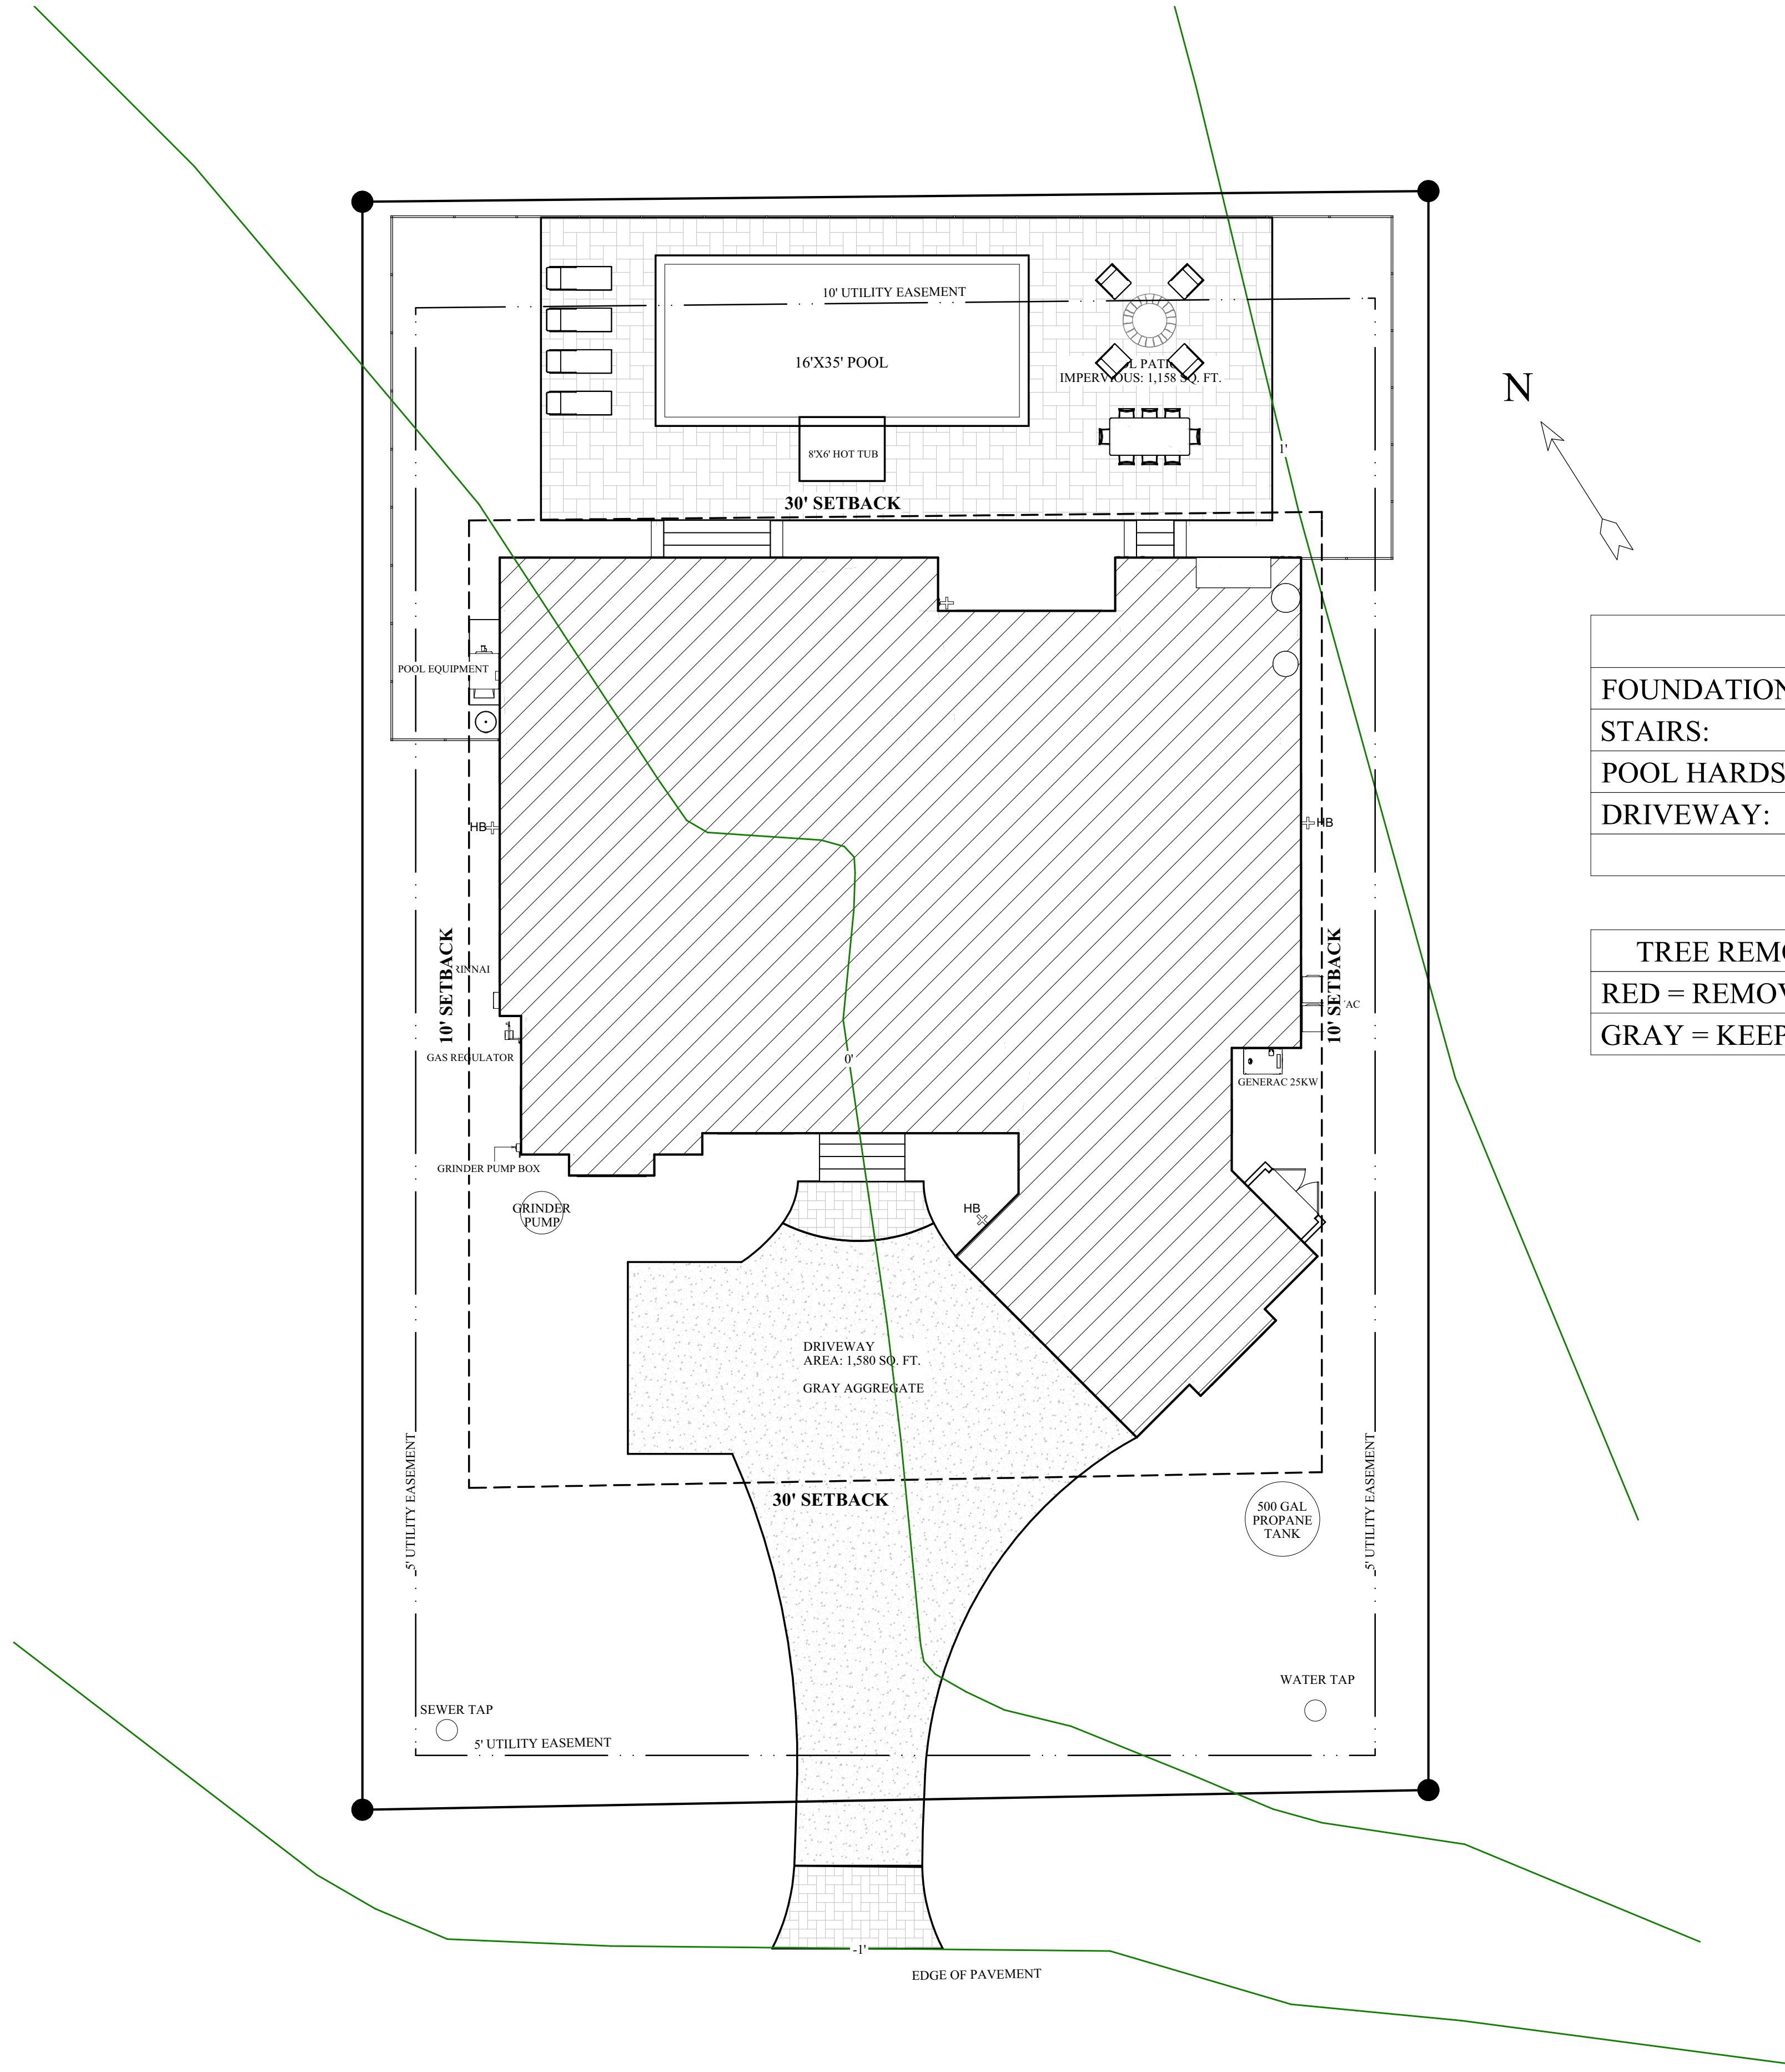 10' UTILITY EASEMENT
16'X35' POOL
IMPERVIOUS: 1,158 SQ. FT.
N
1'
8'X6' HOT TUB
30' SETBACK
POOL EQUIPMENT
FOUNDATION
STAIRS:
POOL HARDS
DRIVEWAY:
HB
HB
10' SETBACK
RINNAI
10' SETBACK
AC
TREE REMO
RED = REMOV
GRAY = KEEP
GAS REGULATOR
0'
GENERAC 25KW
GRINDER PUMP BOX
GRINDER
PUMP
HB
DRIVEWAY
AREA: 1,580 SQ. FT.
GRAY AGGREGATE
5' UTILITY EASEMENT
30' SETBACK
5' UTILITY EASEMENT
500 GAL
PROPANE
TANK
WATER TAP
SEWER TAP
5' UTILITY EASEMENT
-1'
EDGE OF PAVEMENT